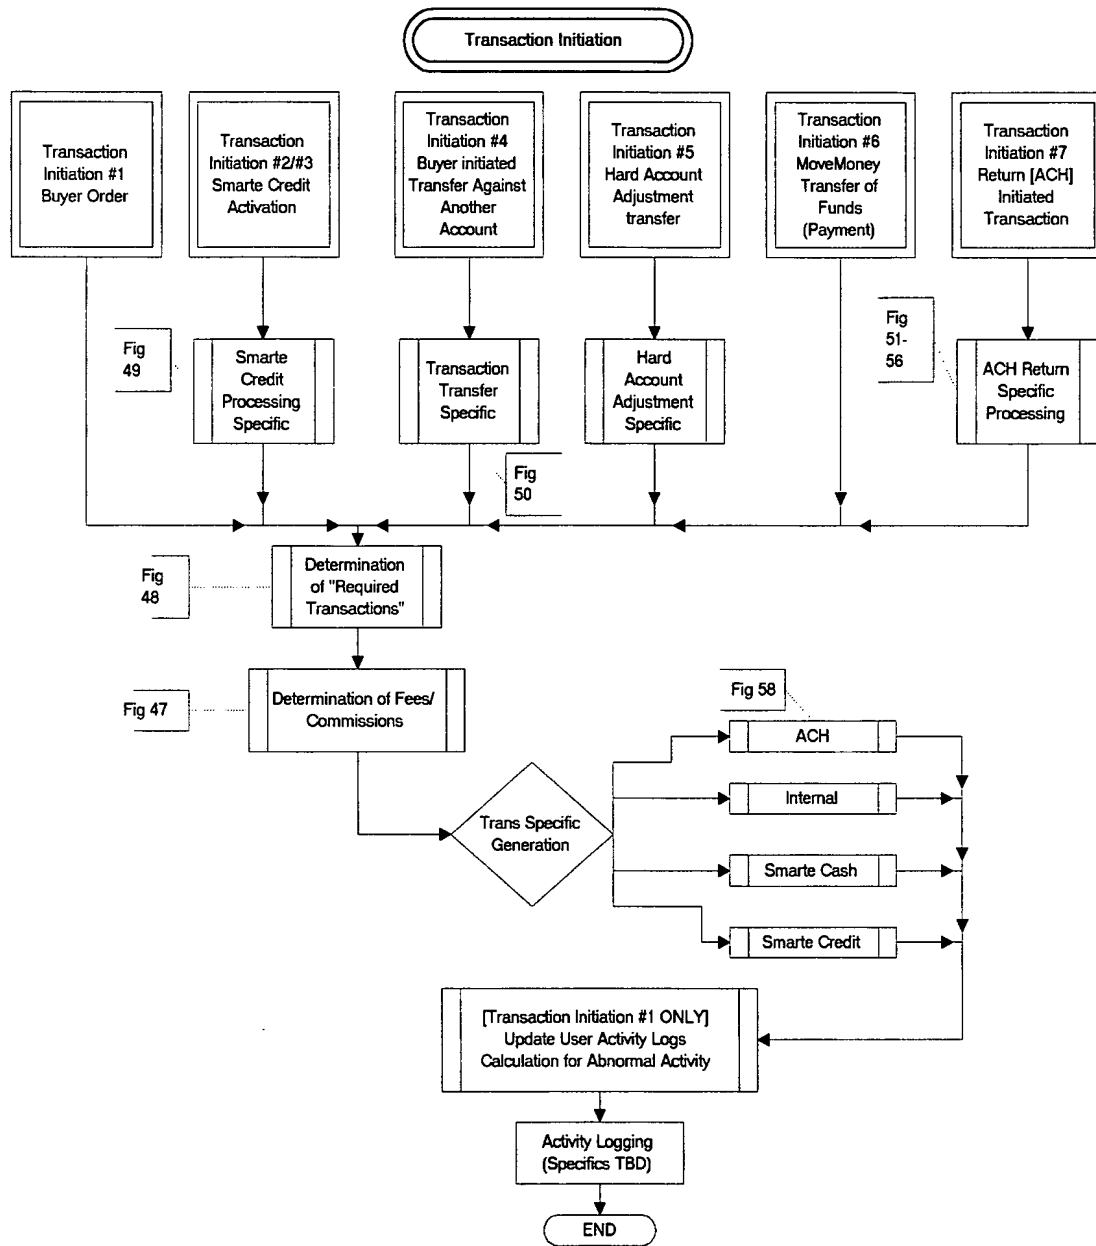 Transaction Initiation
Transaction
Initiation #1
Buyer Order
Transaction
Initiation #2/#3
Smarte Credit
Activation
Transaction
Initiation #4
Buyer initiated
Transfer Against
Another
Account
Transaction
Initiation #5
Hard Account
Adjustment
transfer
Transaction
Initiation #6
MoveMoney
Transfer of
Funds
(Payment)
Transaction
Initiation #7
Return [ACH]
Initiated
Transaction
Fig
49
Smarte
Credit
Processing
Specific
Transaction
Transfer
Specific
Hard
Account
Adjustment
Specific
Fig
51-
56
ACH Return
Specific
Processing
Fig
50
Fig
48
Determination
of "Required
Transactions"
Fig 47
Determination of Fees/
Commissions
Fig 58
Trans Specific
Generation
ACH
Internal
Smarte Cash
Smarte Credit
[Transaction Initiation #1 ONLY]
Update User Activity Logs
Calculation for Abnormal Activity
Activity Logging
(Specifics TBD)
END